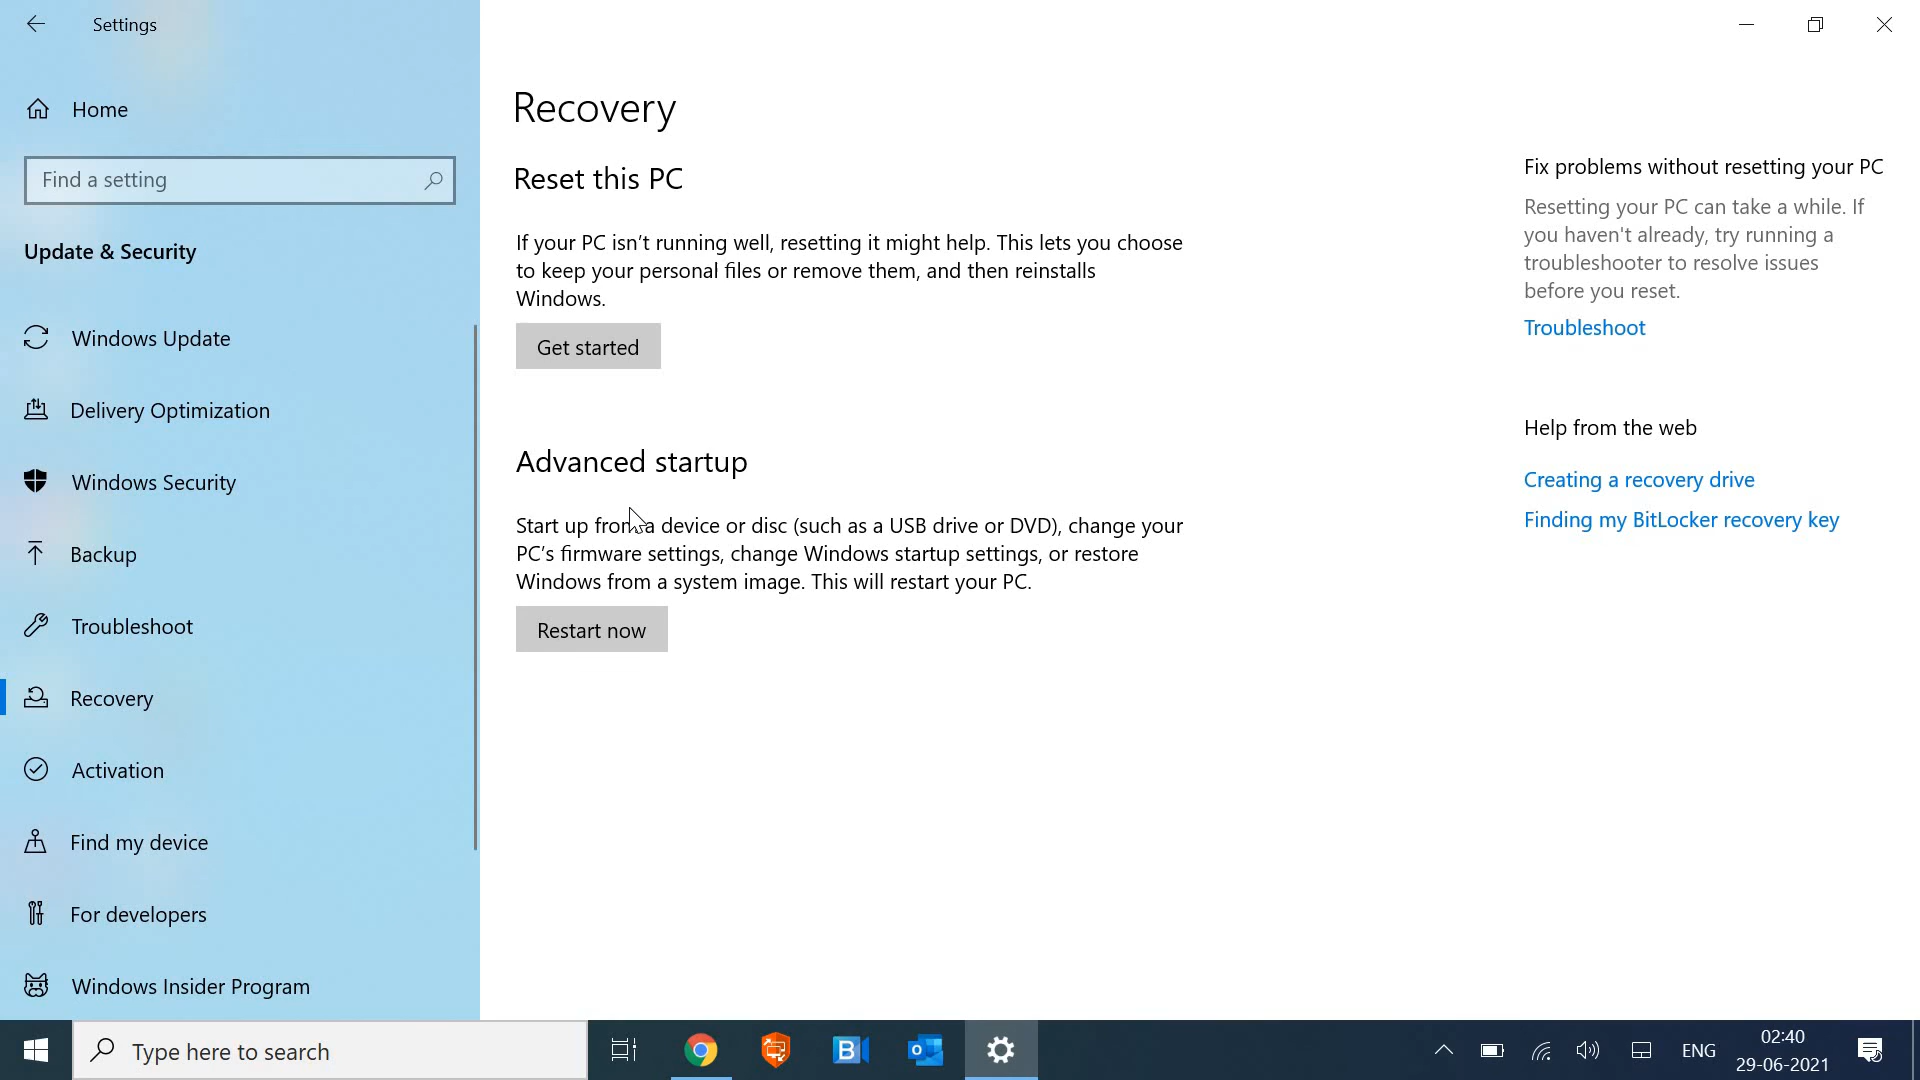 Settings
Home
Find a setting
Update & Security
Windows Update
Delivery Optimization
Windows Security
Backup
Troubleshoot
Recovery
Activation
Find my device
For developers
Windows Insider Program
Recovery
Reset this PC
If your PC isn't running well, resetting it might help. This lets you choose
to keep your personal files or remove them, and then reinstalls
Windows.
Get started
Advanced startup
Start up from a device or disc (such as a USB drive or DVD), change your
PC's firmware settings, change Windows startup settings, or restore
Windows from a system image. This will restart your PC.
Restart now
Fix problems without resetting your PC
Resetting your PC can take a while. If
you haven't already, try running a
troubleshooter to resolve issues
before you reset.
Troubleshoot
Help from the web
Creating a recovery drive
Finding my BitLocker recovery key
Type here to search
B
ENG
02:40
29-06-2021